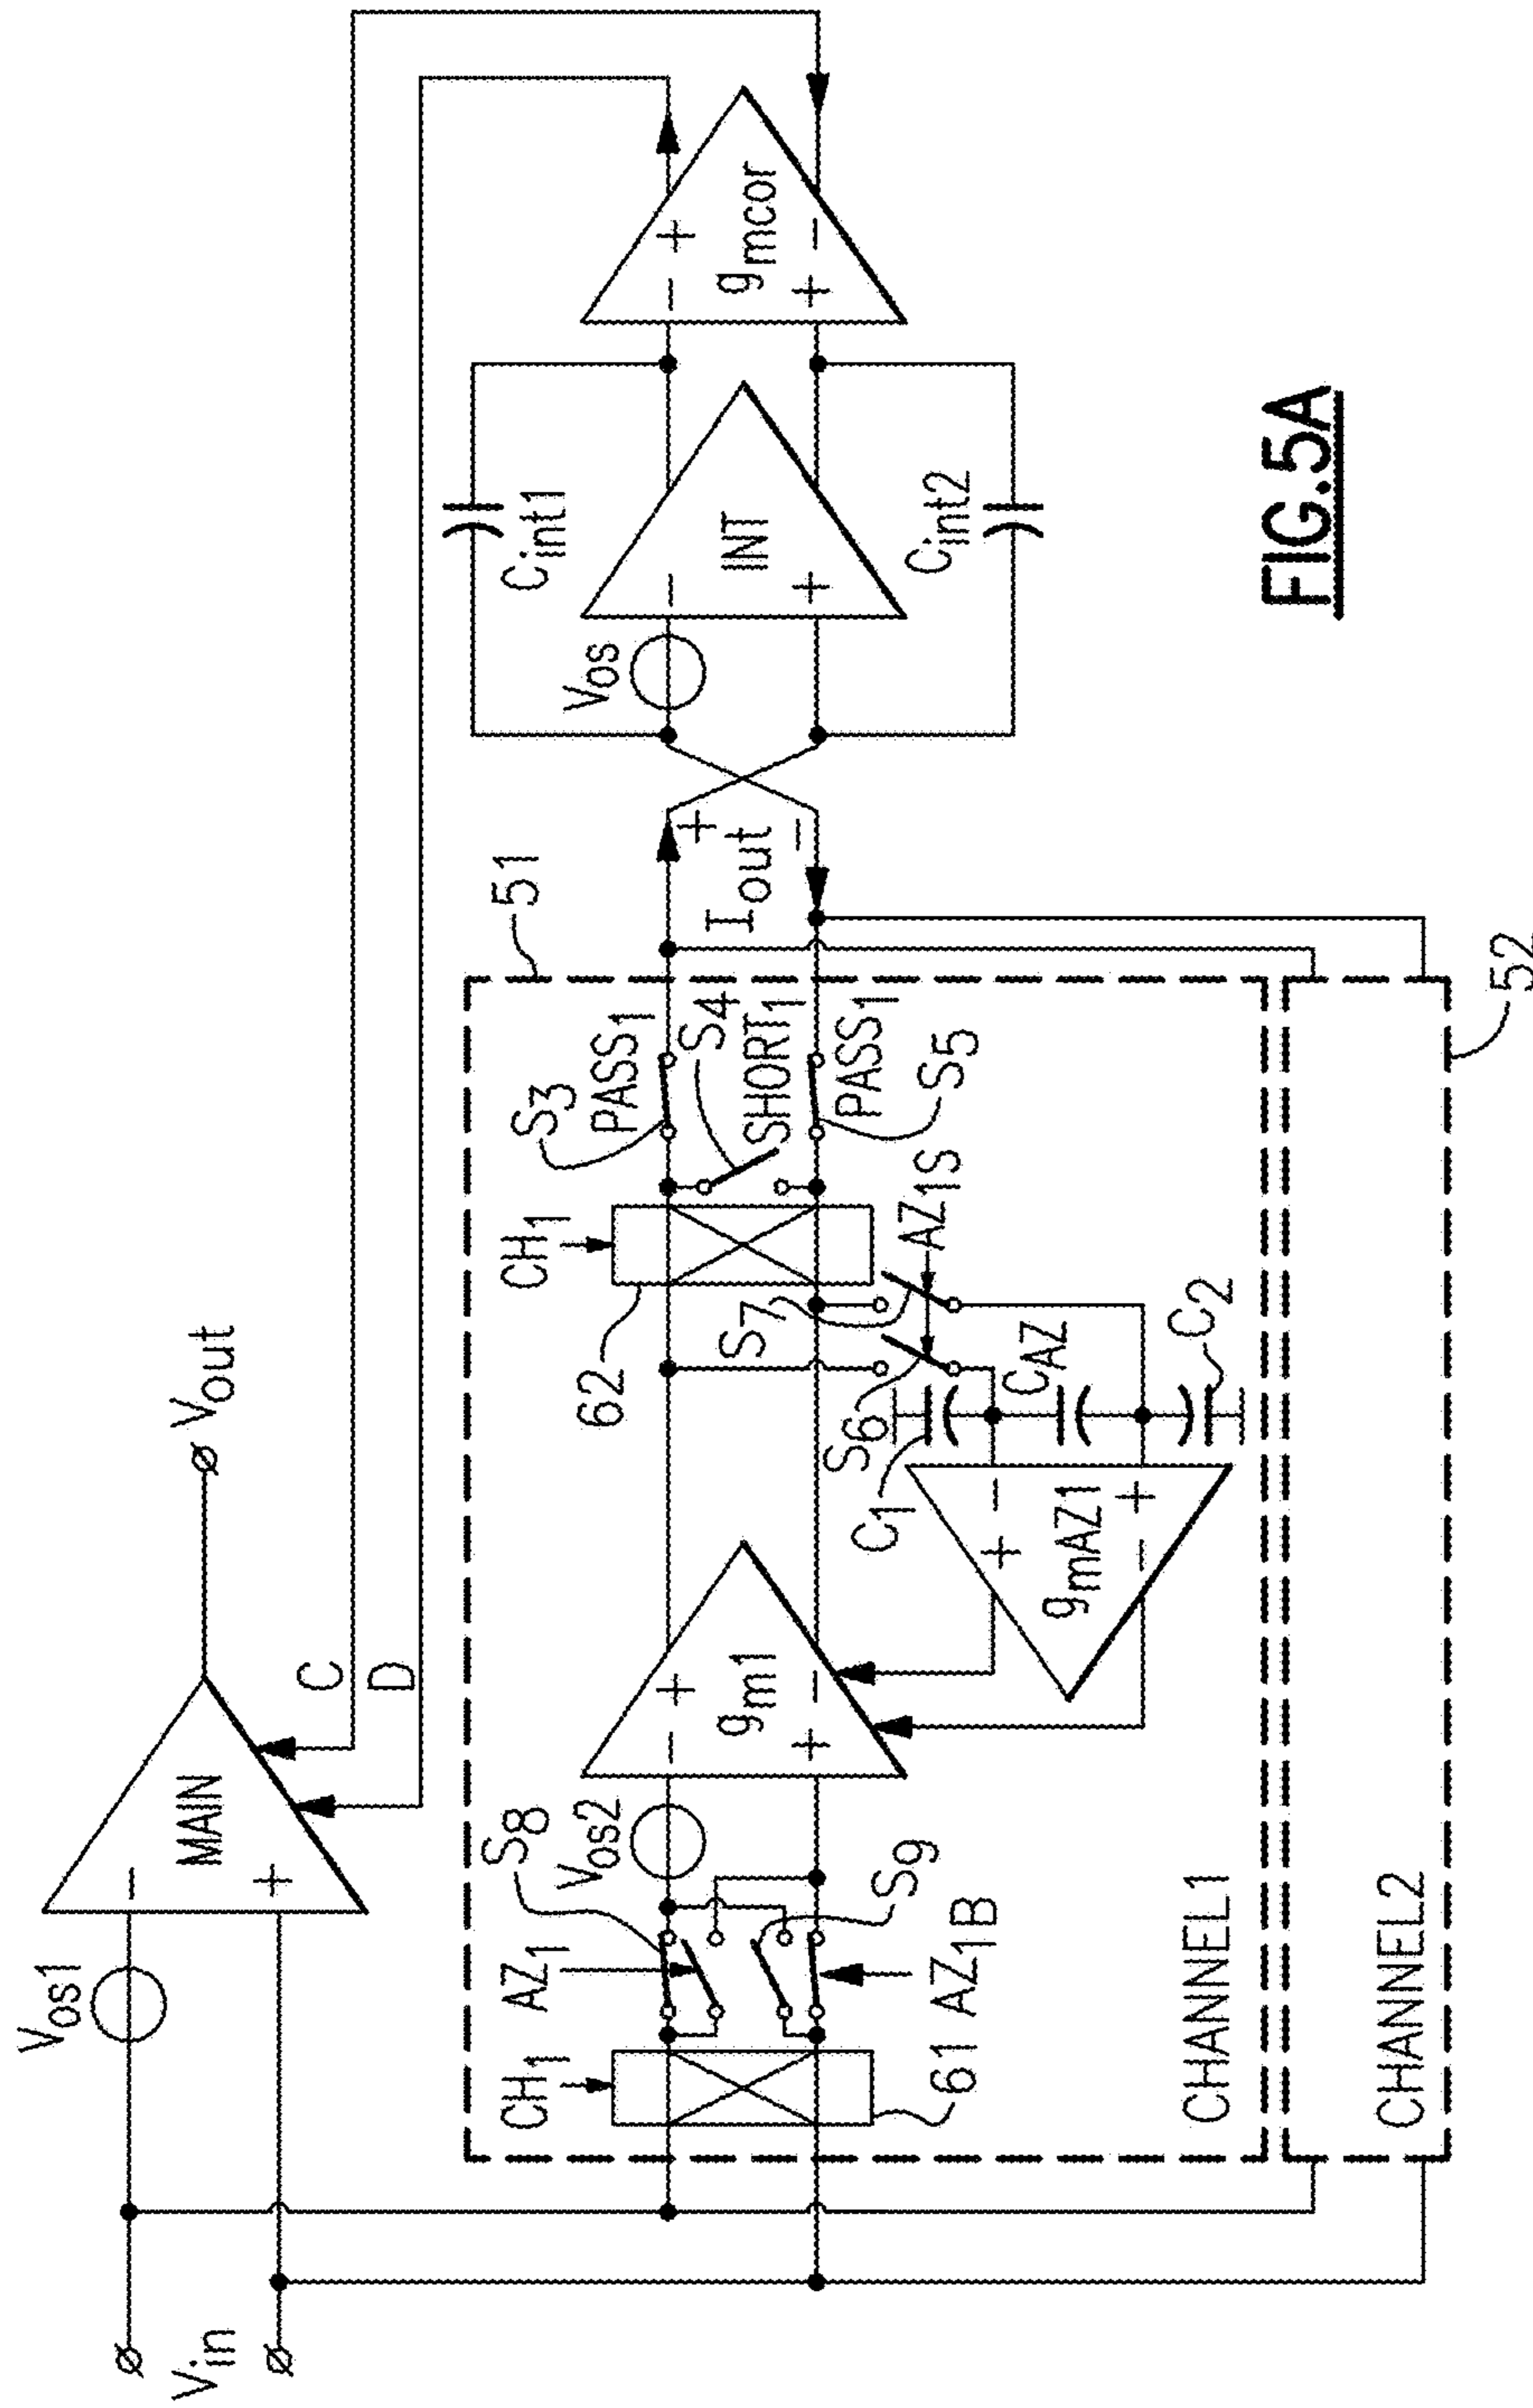 V_in
V_os1
−
+
MAIN
V_out
C
D
CH_1
61
AZ_1
S_8
S_9
AZ_1B
V_os2
−
+
g_m1
+
−
g_mAZ1
+
−
−
+
C_1
C_AZ
C_2
S_6
S_7
AZ_1S
62
CH_1
S_3
PASS_1
S_4
SHORT_1
PASS_1
S_5
51
52
CHANNEL1
CHANNEL2
I_out
+
−
V_os
−
+
INT
C_int1
C_int2
−
+
g_mcor
+
−
FIG.5A